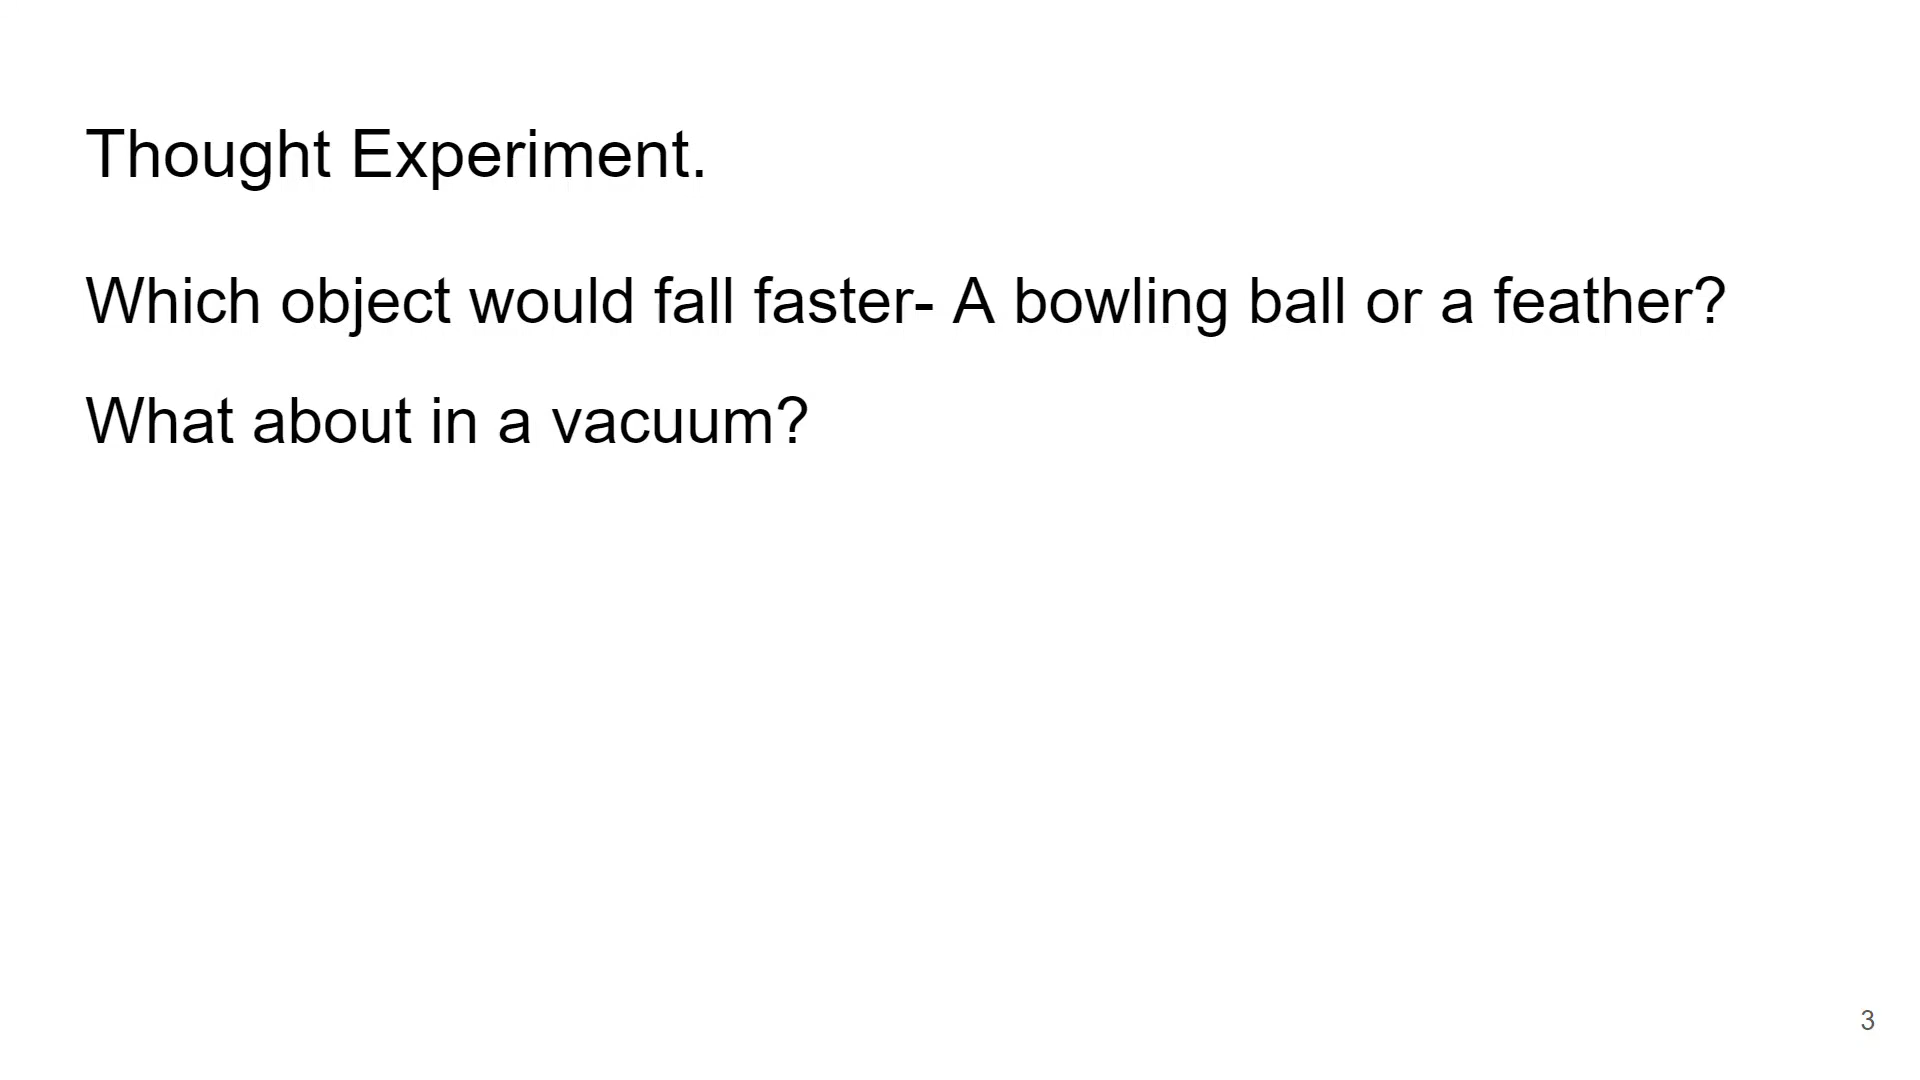 Thought Experiment.
Which object would fall faster- A bowling ball or a feather?
What about in a vacuum?
3